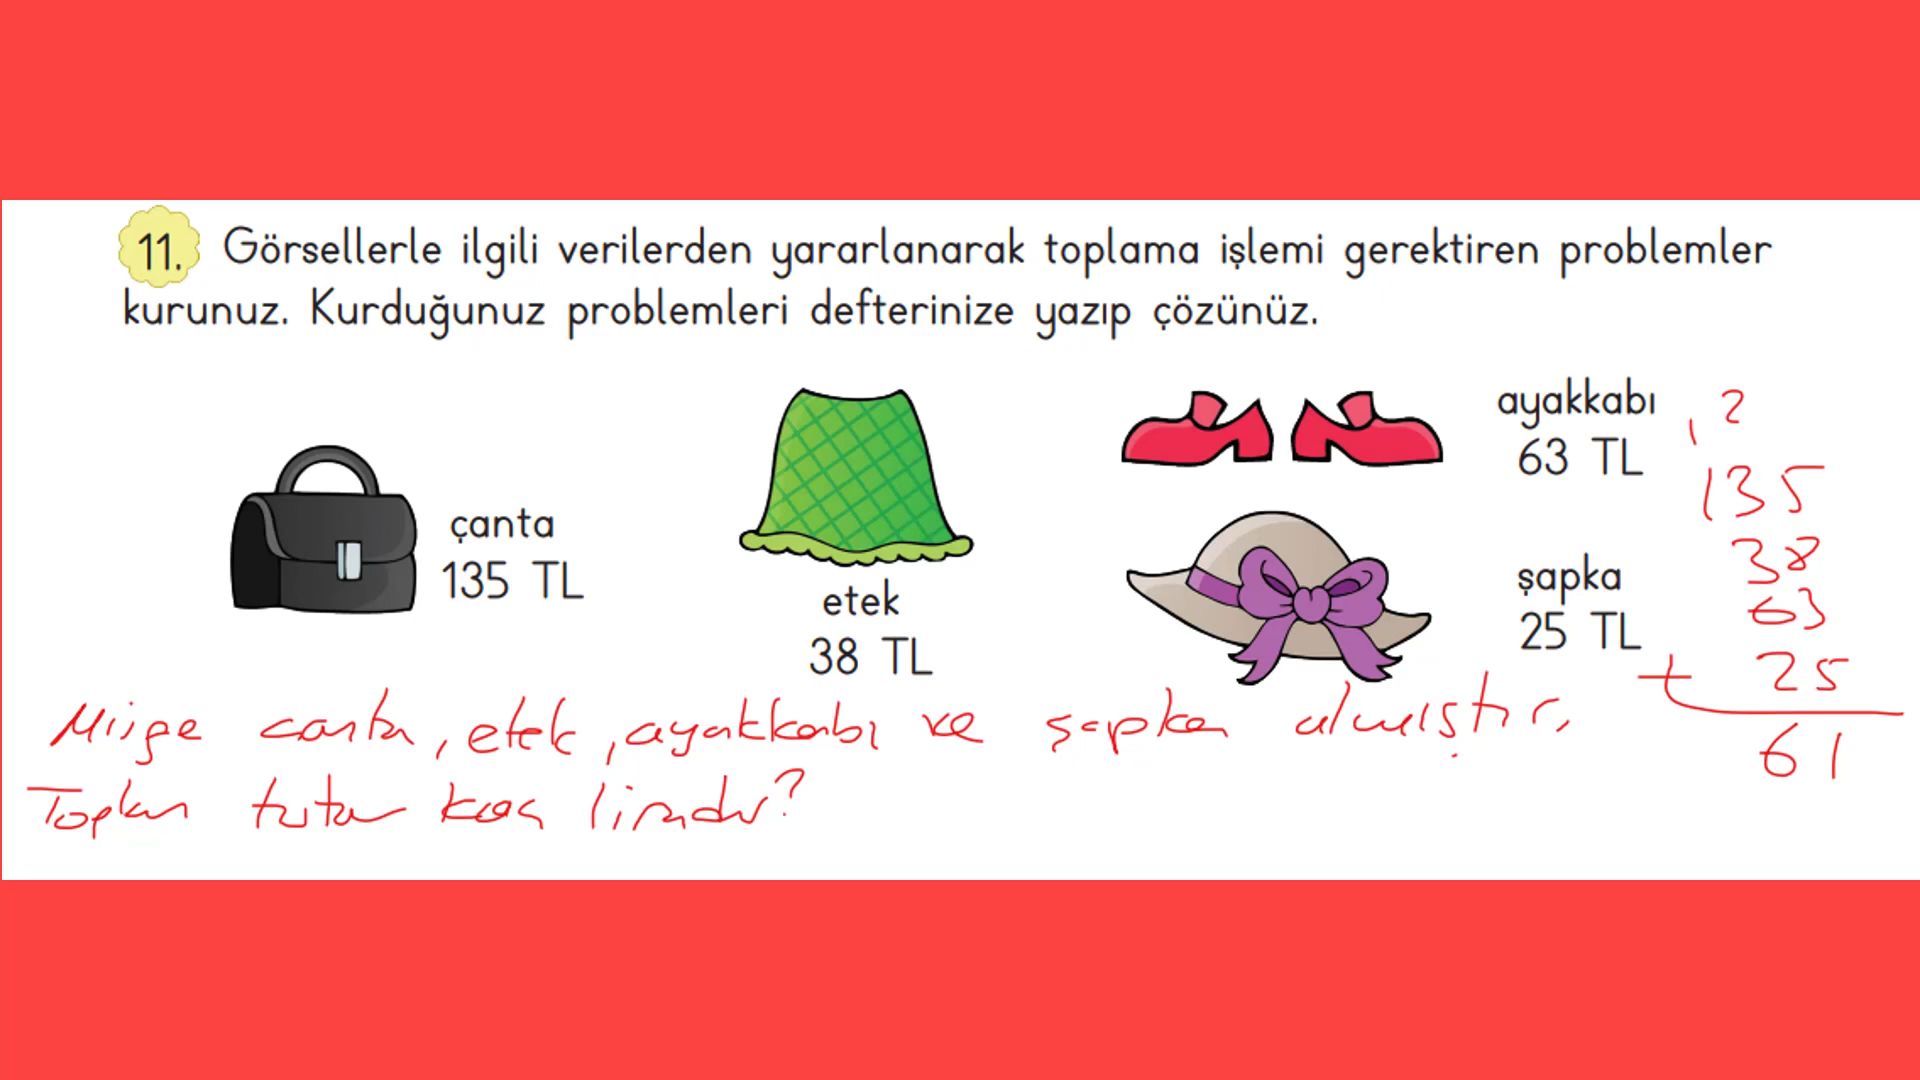 11. Görsellerle ilgili verilerden yararlanarak toplama işlemi gerektiren problemler
kurunuz. Kurduğunuz problemleri defterinize yazıp çözünüz.
çanta
135 TL
etek
38 TL
ayakkabı
63 TL
şapka
25 TL
1 2
135
38
63
+ 25
61
Müge canta, etek, ayakkabı ve şapka almıştır.
Toplam tutar kaç liradır?